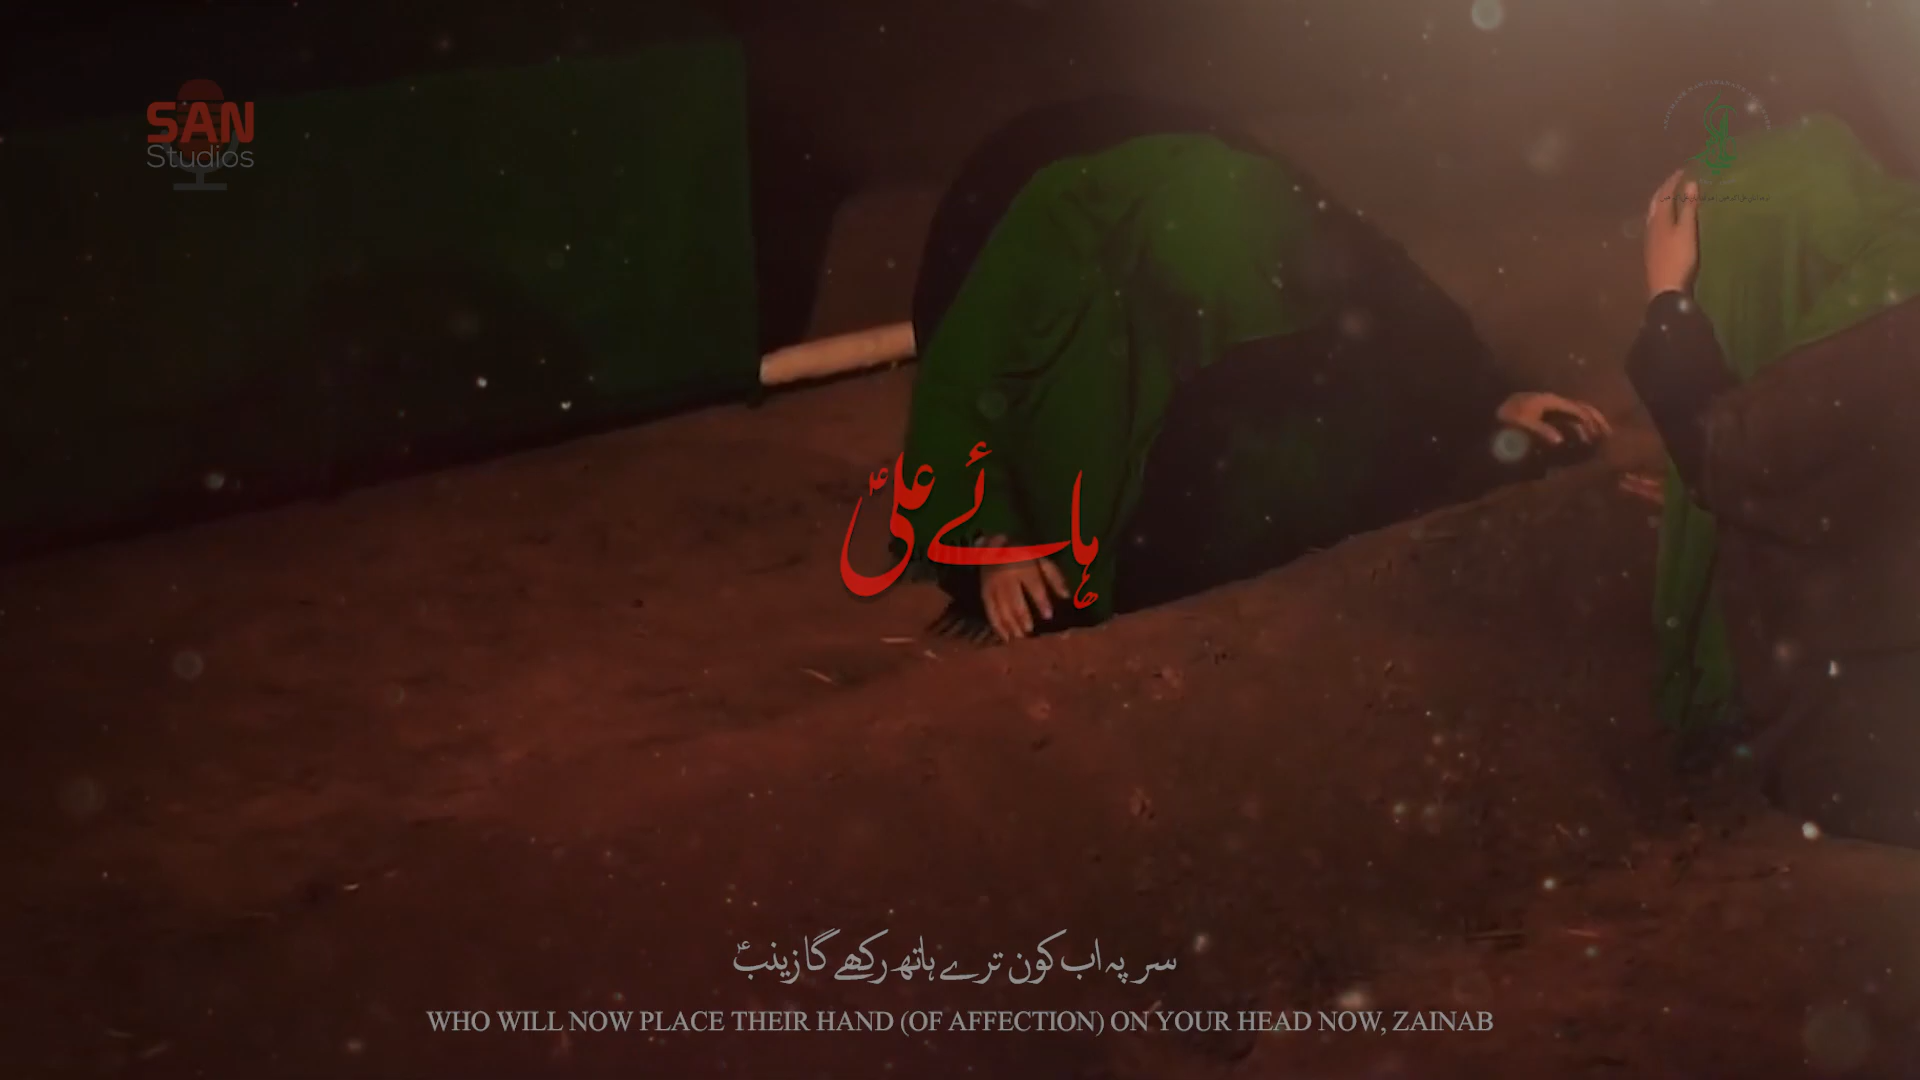 SAN
Studios
ہائے علیؑ
سر پہ اب کون ترے ہاتھ رکھے گا زینبؑ
WHO WILL NOW PLACE THEIR HAND (OF AFFECTION) ON YOUR HEAD NOW, ZAINAB